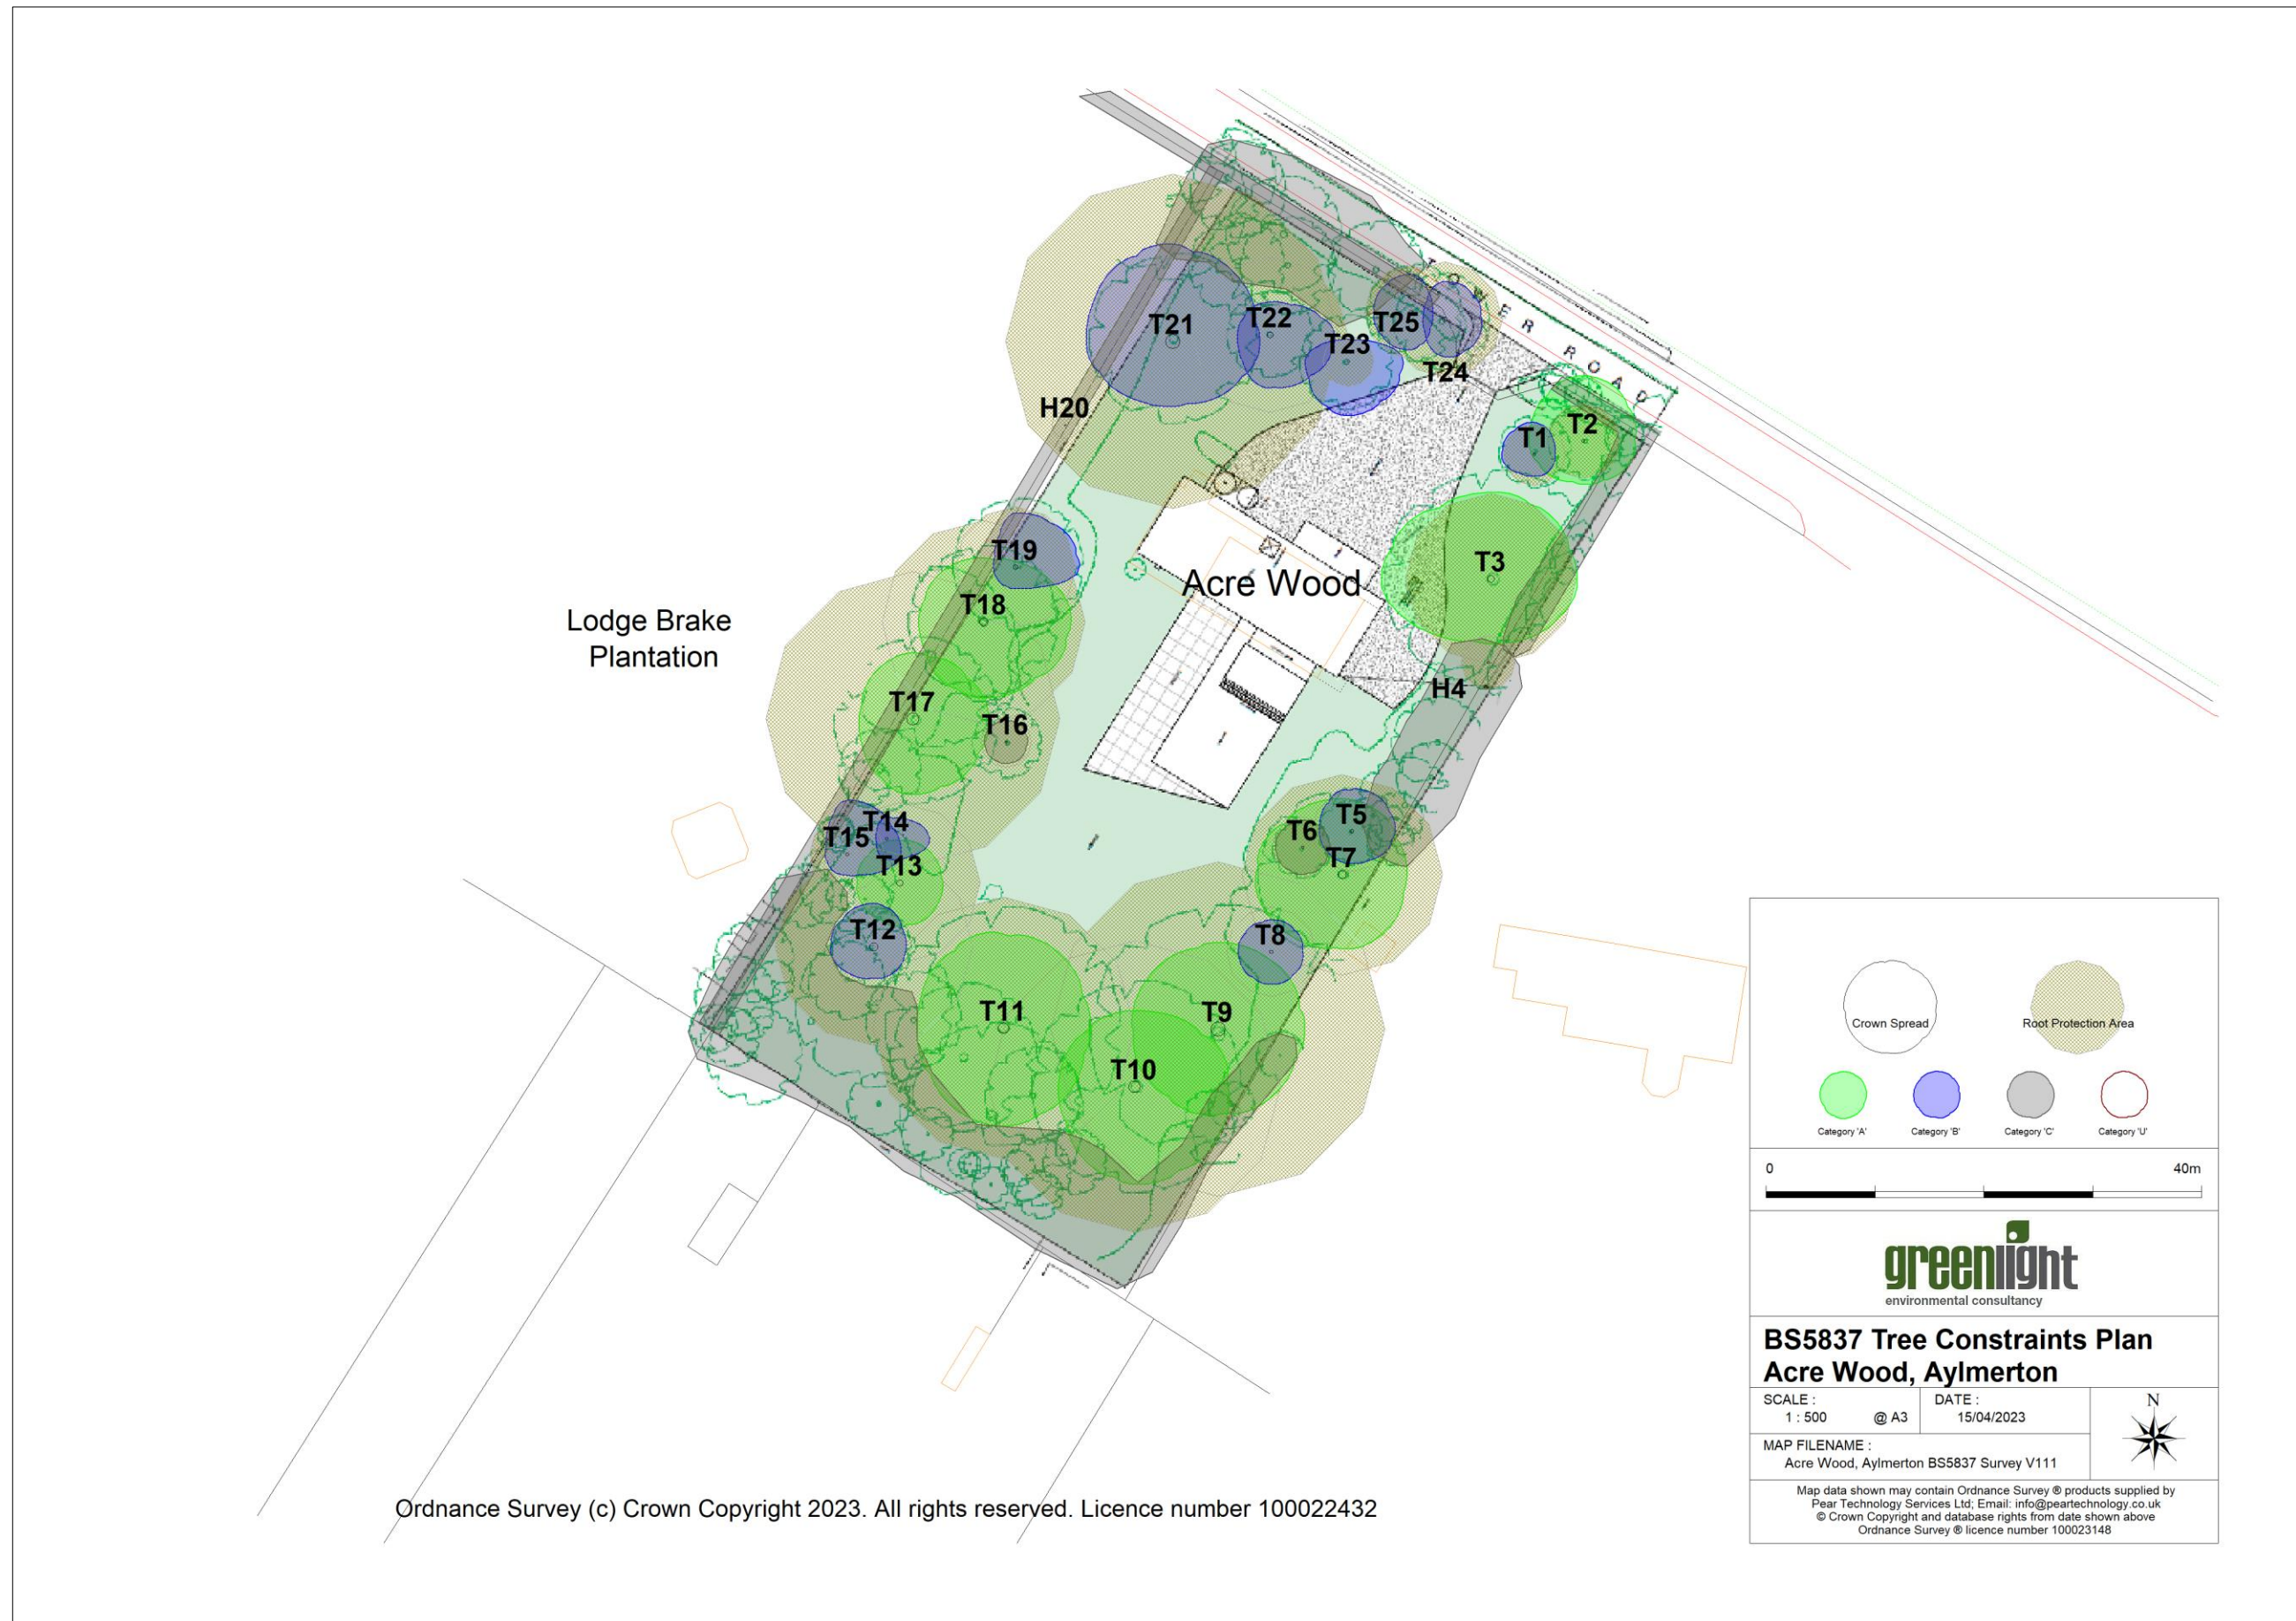 TOWER ROAD
T21
T22
T23
T25
T24
T1
T2
H20
T3
T19
Acre Wood
T18
Lodge Brake
Plantation
T17
T16
H4
T14
T15
T13
T5
T6
T7
T12
T8
T11
T9
T10
Crown Spread
Root Protection Area
Category 'A'
Category 'B'
Category 'C'
Category 'U'
0
40m
greenlight
environmental consultancy
BS5837 Tree Constraints Plan
Acre Wood, Aylmerton
SCALE :
1 : 500 @ A3
DATE :
15/04/2023
N
MAP FILENAME :
Acre Wood, Aylmerton BS5837 Survey V111
Map data shown may contain Ordnance Survey ® products supplied by
Pear Technology Services Ltd; Email: info@peartechnology.co.uk
© Crown Copyright and database rights from date shown above
Ordnance Survey ® licence number 100023148
Ordnance Survey (c) Crown Copyright 2023. All rights reserved. Licence number 100022432